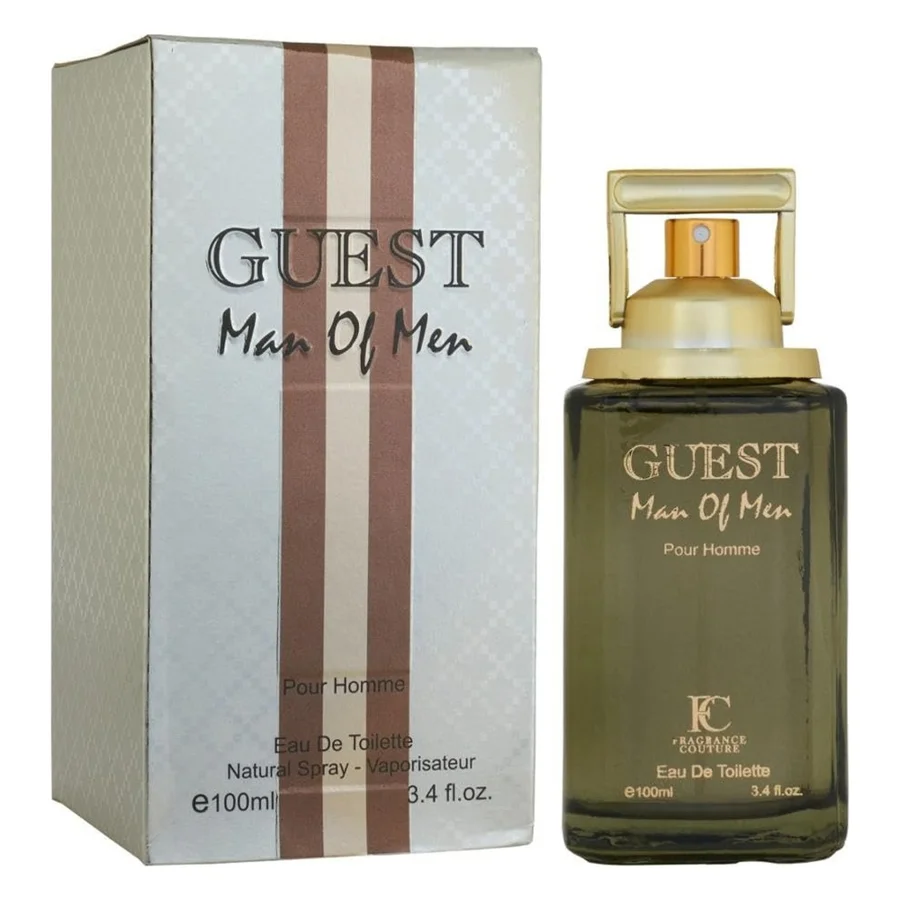 GUEST
Man Of Men
Pour Homme
Eau De Toilette
Natural Spray - Vaporisateur
e100ml
3.4 fl.oz.
GUEST
Man Of Men
Pour Homme
FC
FRAGRANCE
COUTURE
Eau De Toilette
e100ml
3.4 fl.oz.